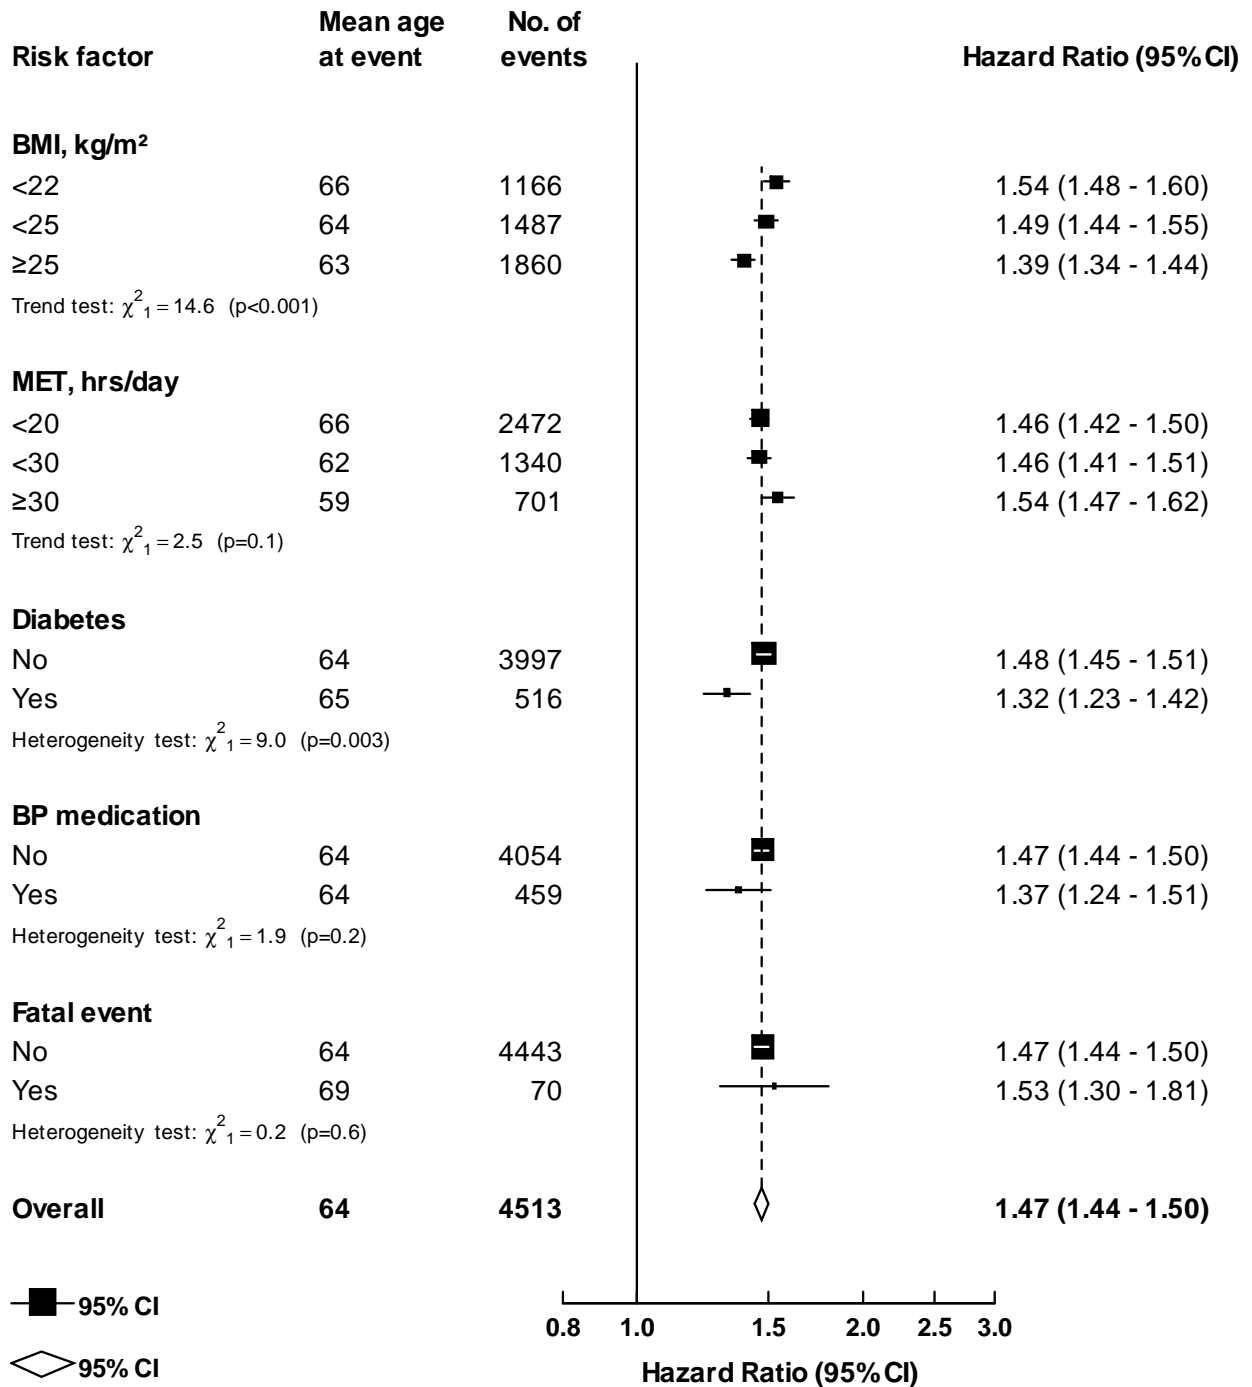 Mean age No. of
Risk factor at event events Hazard Ratio (95% CI)
BMI, kg/m²
<22 66 1166 1.54 (1.48 - 1.60)
<25 64 1487 1.49 (1.44 - 1.55)
≥25 63 1860 1.39 (1.34 - 1.44)
Trend test: χ²₁ = 14.6 (p<0.001)
MET, hrs/day
<20 66 2472 1.46 (1.42 - 1.50)
<30 62 1340 1.46 (1.41 - 1.51)
≥30 59 701 1.54 (1.47 - 1.62)
Trend test: χ²₁ = 2.5 (p=0.1)
Diabetes
No 64 3997 1.48 (1.45 - 1.51)
Yes 65 516 1.32 (1.23 - 1.42)
Heterogeneity test: χ²₁ = 9.0 (p=0.003)
BP medication
No 64 4054 1.47 (1.44 - 1.50)
Yes 64 459 1.37 (1.24 - 1.51)
Heterogeneity test: χ²₁ = 1.9 (p=0.2)
Fatal event
No 64 4443 1.47 (1.44 - 1.50)
Yes 69 70 1.53 (1.30 - 1.81)
Heterogeneity test: χ²₁ = 0.2 (p=0.6)
Overall 64 4513 1.47 (1.44 - 1.50)
95% CI
0.8 1.0 1.5 2.0 2.5 3.0
95% CI Hazard Ratio (95% CI)